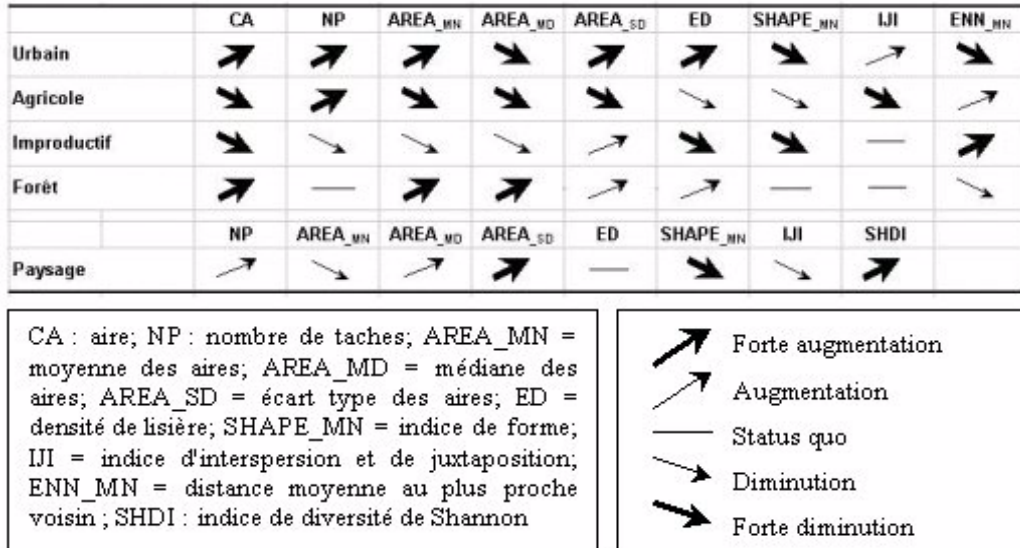 CA NP AREA_MN AREA_MD AREA_SD ED SHAPE_MN IJI ENN_MN
Urbain
Agricole
Improductif
Forêt
NP AREA_MN AREA_MD AREA_SD ED SHAPE_MN IJI SHDI
Paysage
CA : aire; NP : nombre de taches; AREA_MN =
moyenne des aires; AREA_MD = médiane des
aires; AREA_SD = écart type des aires; ED =
densité de lisière; SHAPE_MN = indice de forme;
IJI = indice d'interspersion et de juxtaposition;
ENN_MN = distance moyenne au plus proche
voisin ; SHDI : indice de diversité de Shannon
Forte augmentation
Augmentation
Status quo
Diminution
Forte diminution